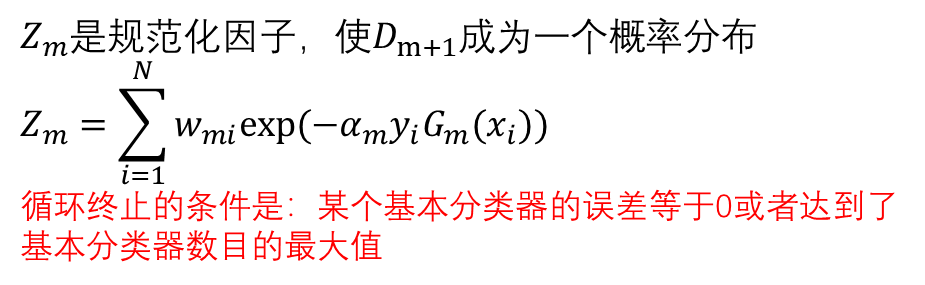 Z_m是规范化因子，使D_{m+1}成为一个概率分布
Z_m = \sum_{i=1}^{N} w_{mi} exp(-α_m y_i G_m(x_i))
循环终止的条件是：某个基本分类器的误差等于0或者达到了
基本分类器数目的最大值